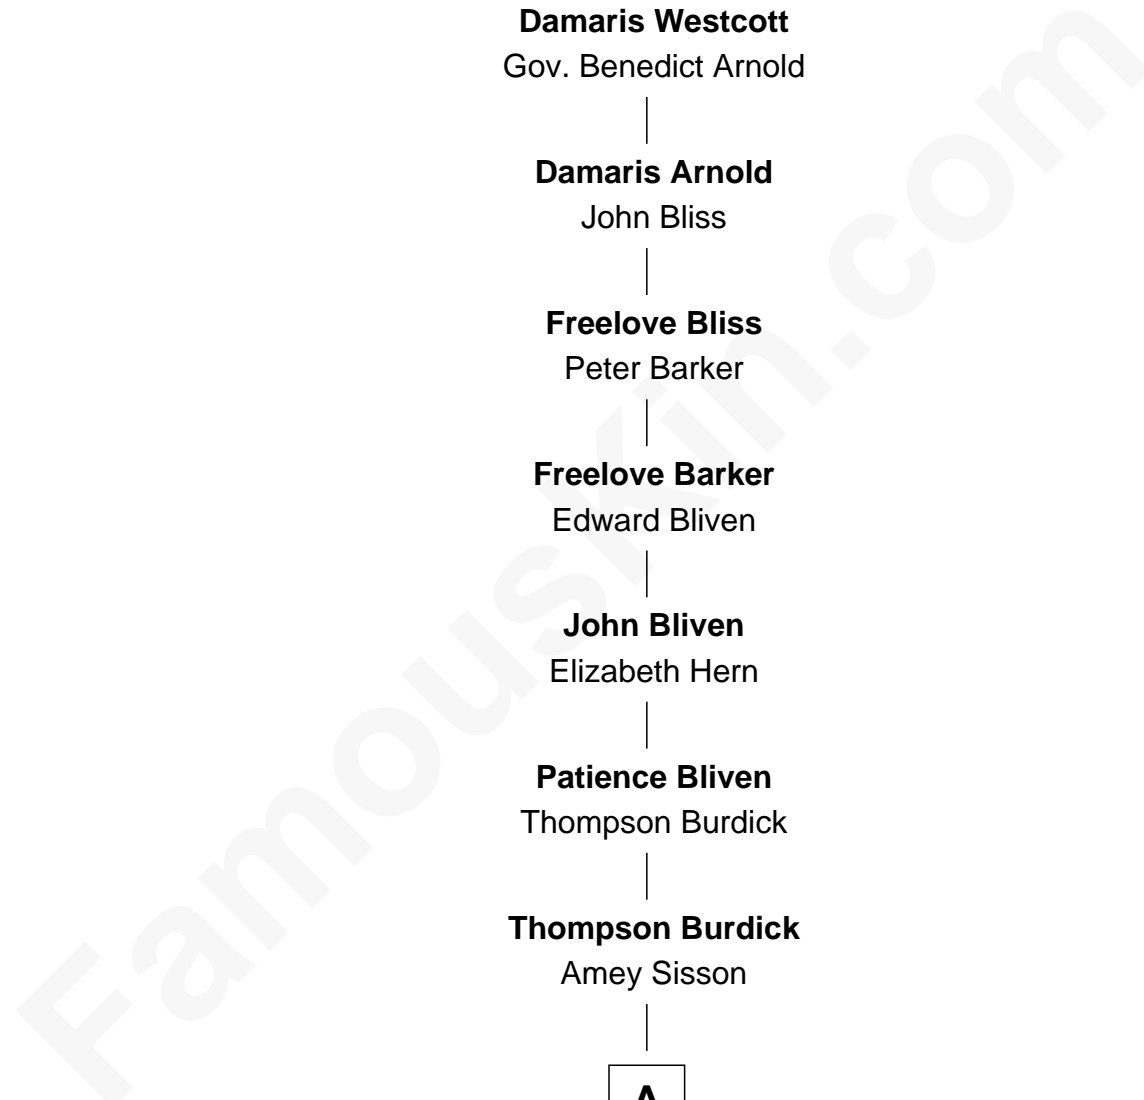 Damaris Westcott
Gov. Benedict Arnold
Damaris Arnold
John Bliss
Freelove Bliss
Peter Barker
Freelove Barker
Edward Bliven
John Bliven
Elizabeth Hern
Patience Bliven
Thompson Burdick
Thompson Burdick
Amey Sisson
A
FamousKin.com